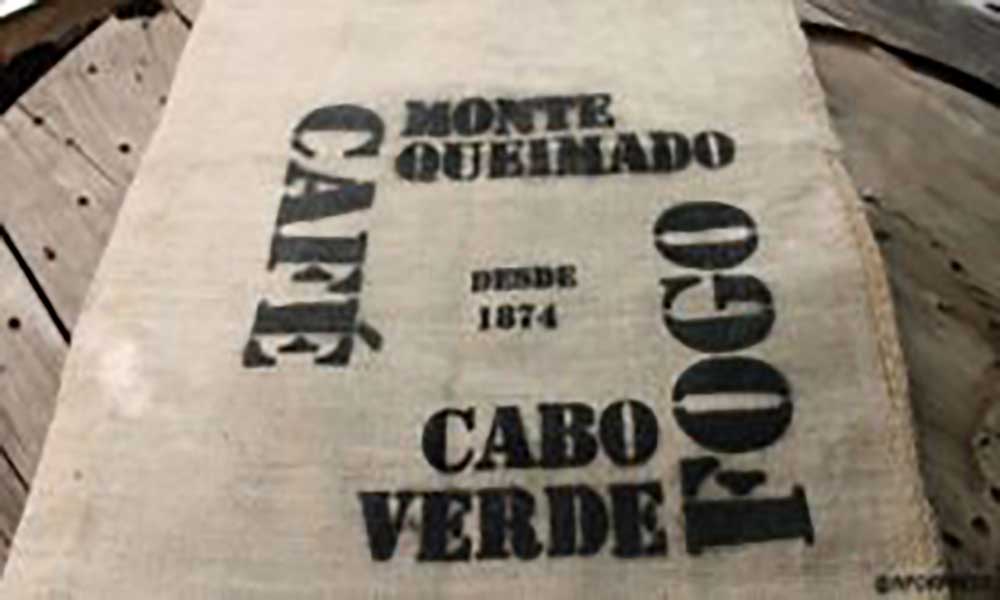 CAFÉ
MONTE
QUEIMADO
DESDE
1874
FOGO
CABO
VERDE